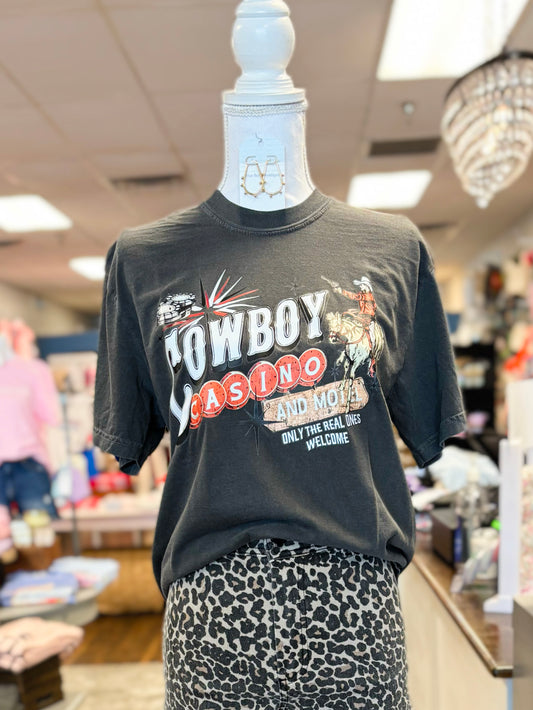 COWBOY
CASINO
AND MOTEL
ONLY THE REAL ONES
WELCOME